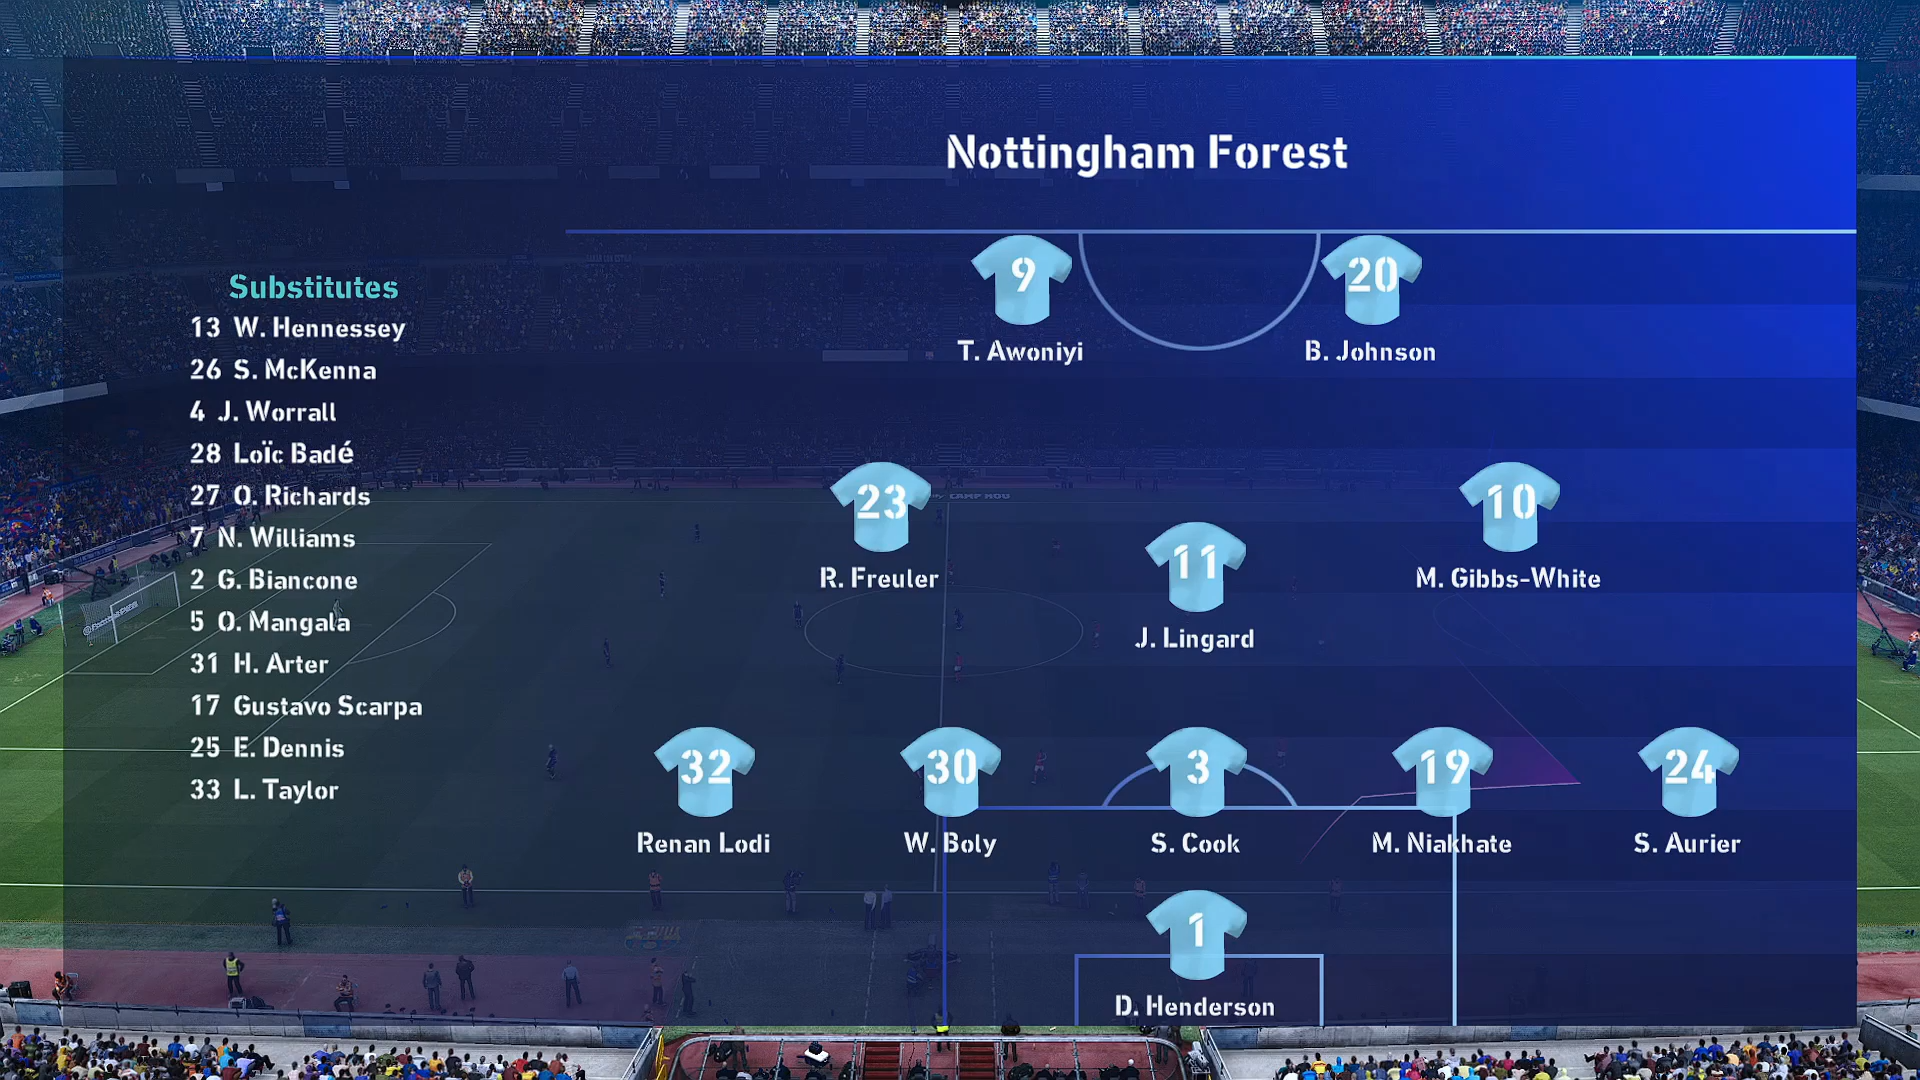 Nottingham Forest
Substitutes
13 W. Hennessey
26 S. McKenna
4 J. Worrall
28 Loïc Badé
27 O. Richards
7 N. Williams
2 G. Biancone
5 O. Mangala
31 H. Arter
17 Gustavo Scarpa
25 E. Dennis
33 L. Taylor
9
T. Awoniyi
20
B. Johnson
23
R. Freuler
11
J. Lingard
10
M. Gibbs-White
32
Renan Lodi
30
W. Boly
3
S. Cook
19
M. Niakhate
24
S. Aurier
1
D. Henderson
CAMP NOU